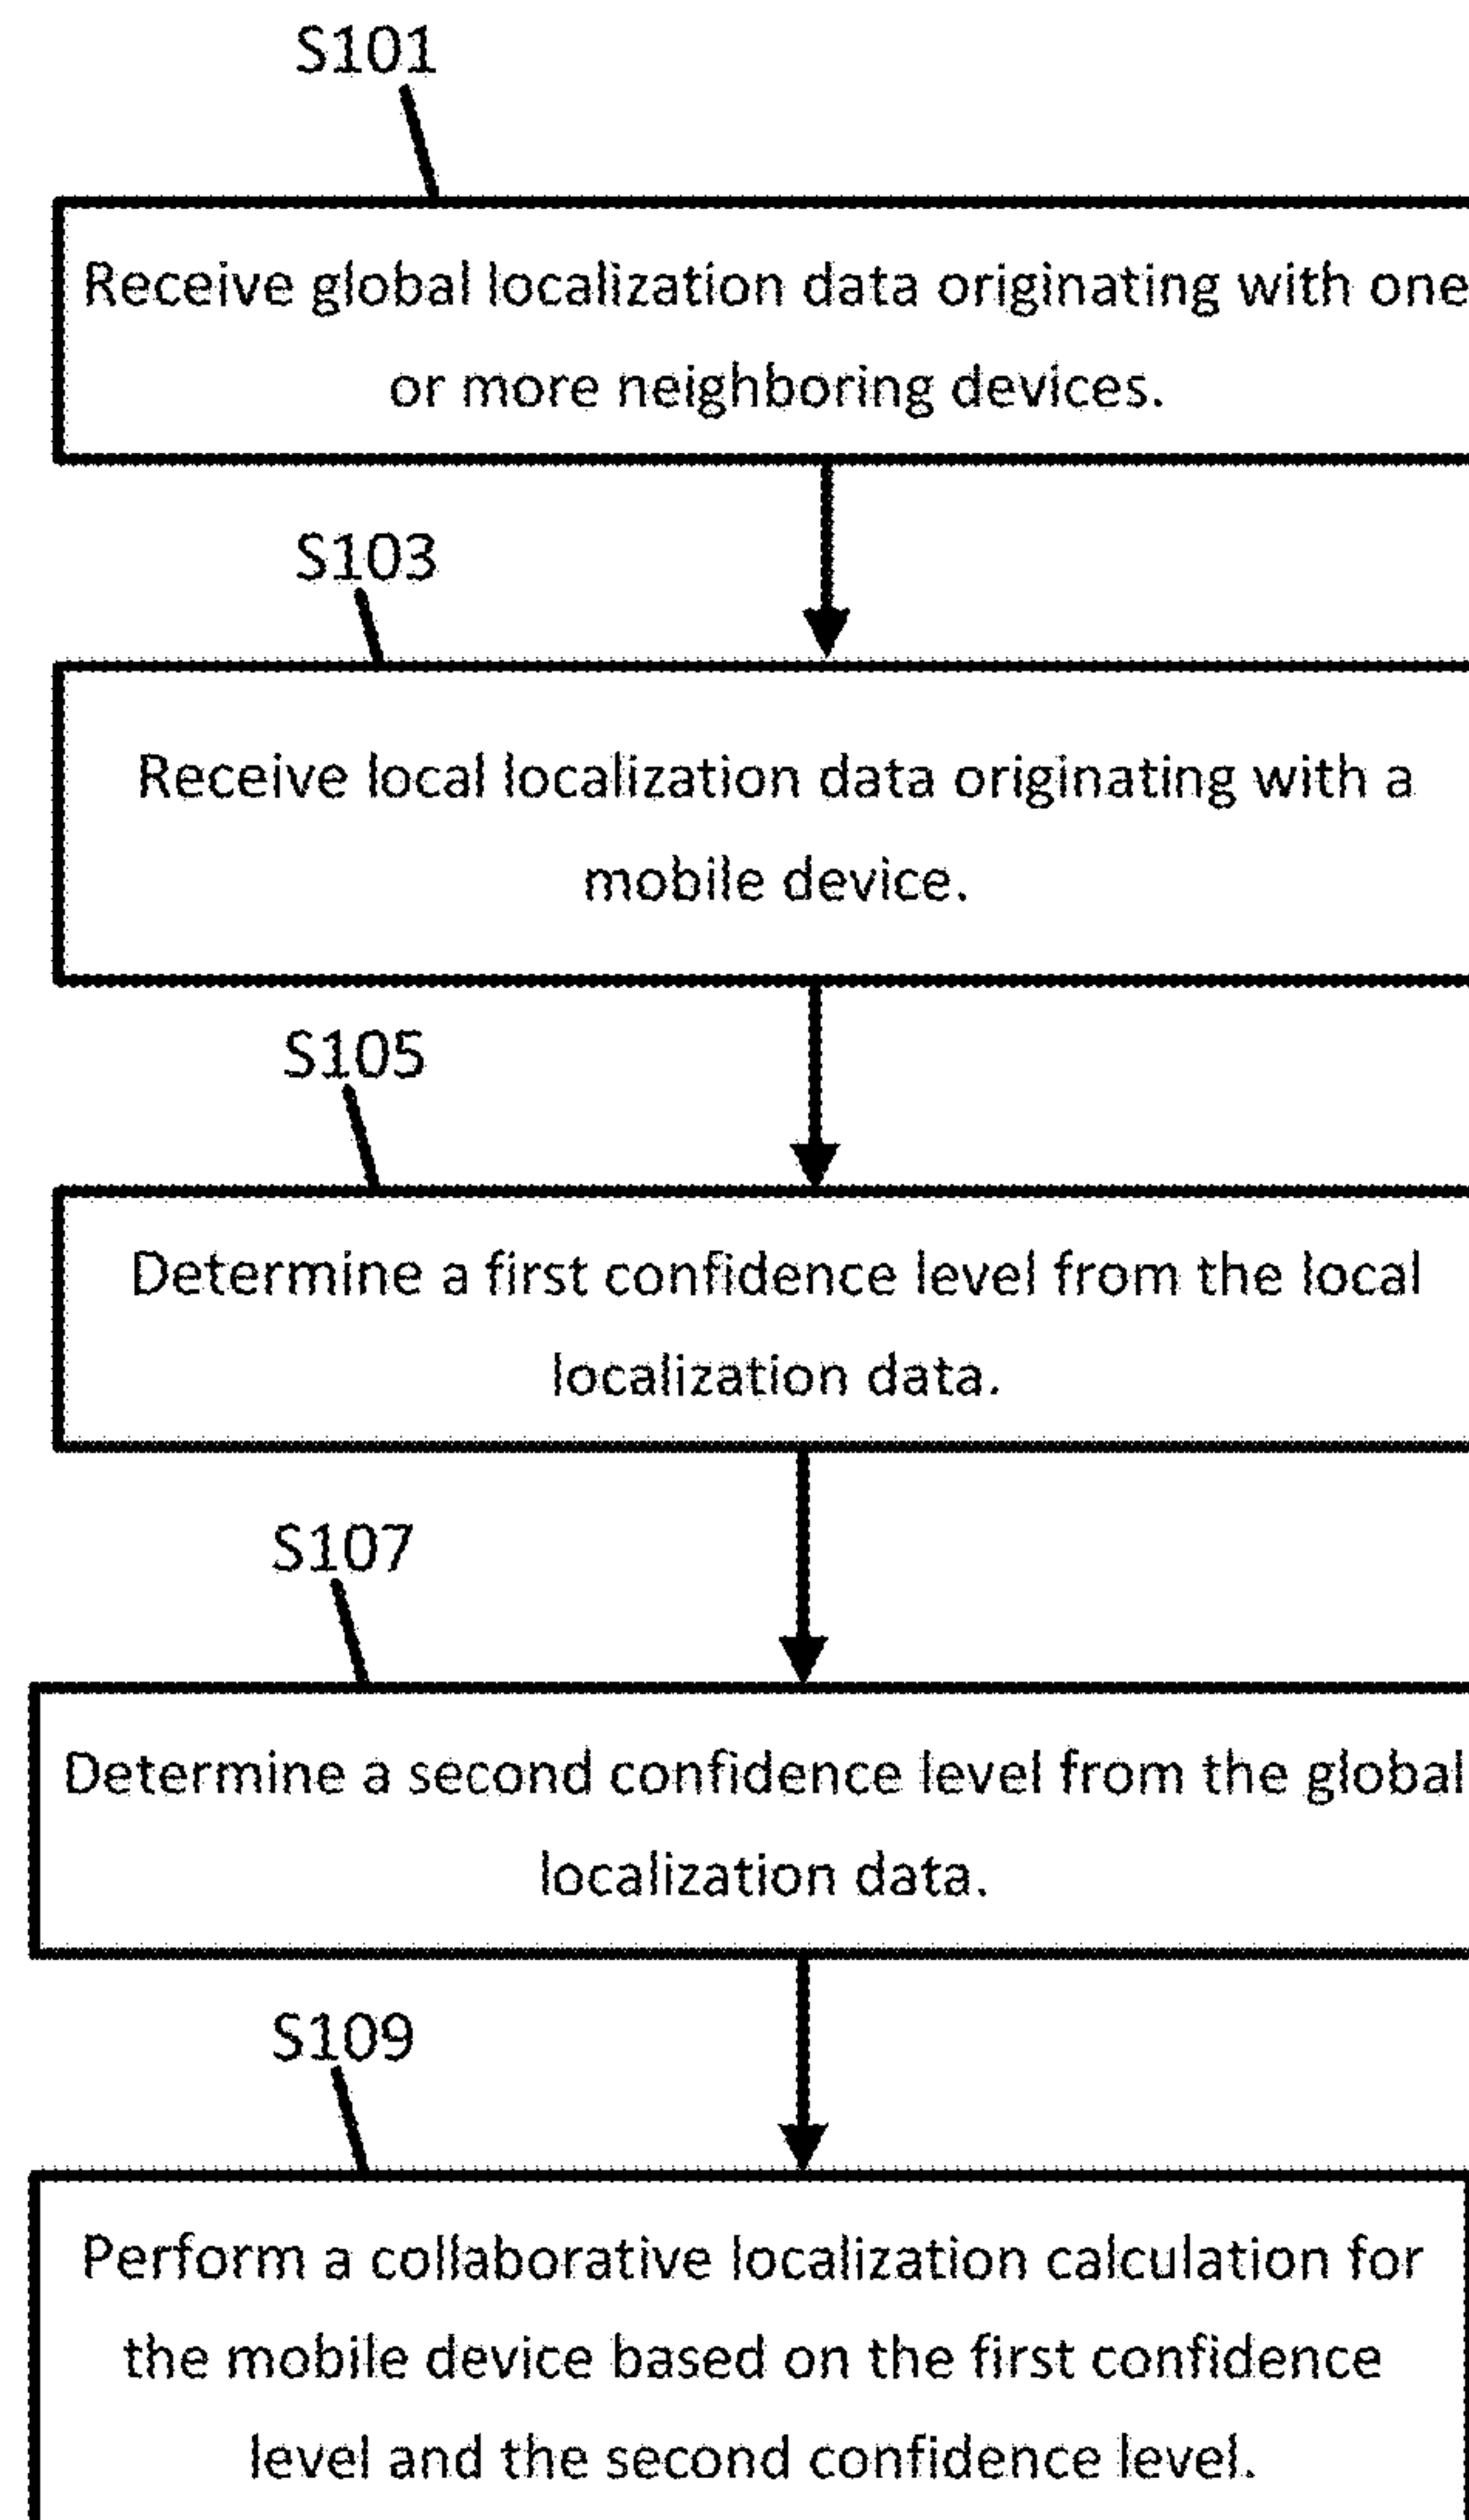 S101
Receive global localization data originating with one
or more neighboring devices.
S103
Receive local localization data originating with a
mobile device.
S105
Determine a first confidence level from the local
localization data.
S107
Determine a second confidence level from the global
localization data.
S109
Perform a collaborative localization calculation for
the mobile device based on the first confidence
level and the second confidence level.